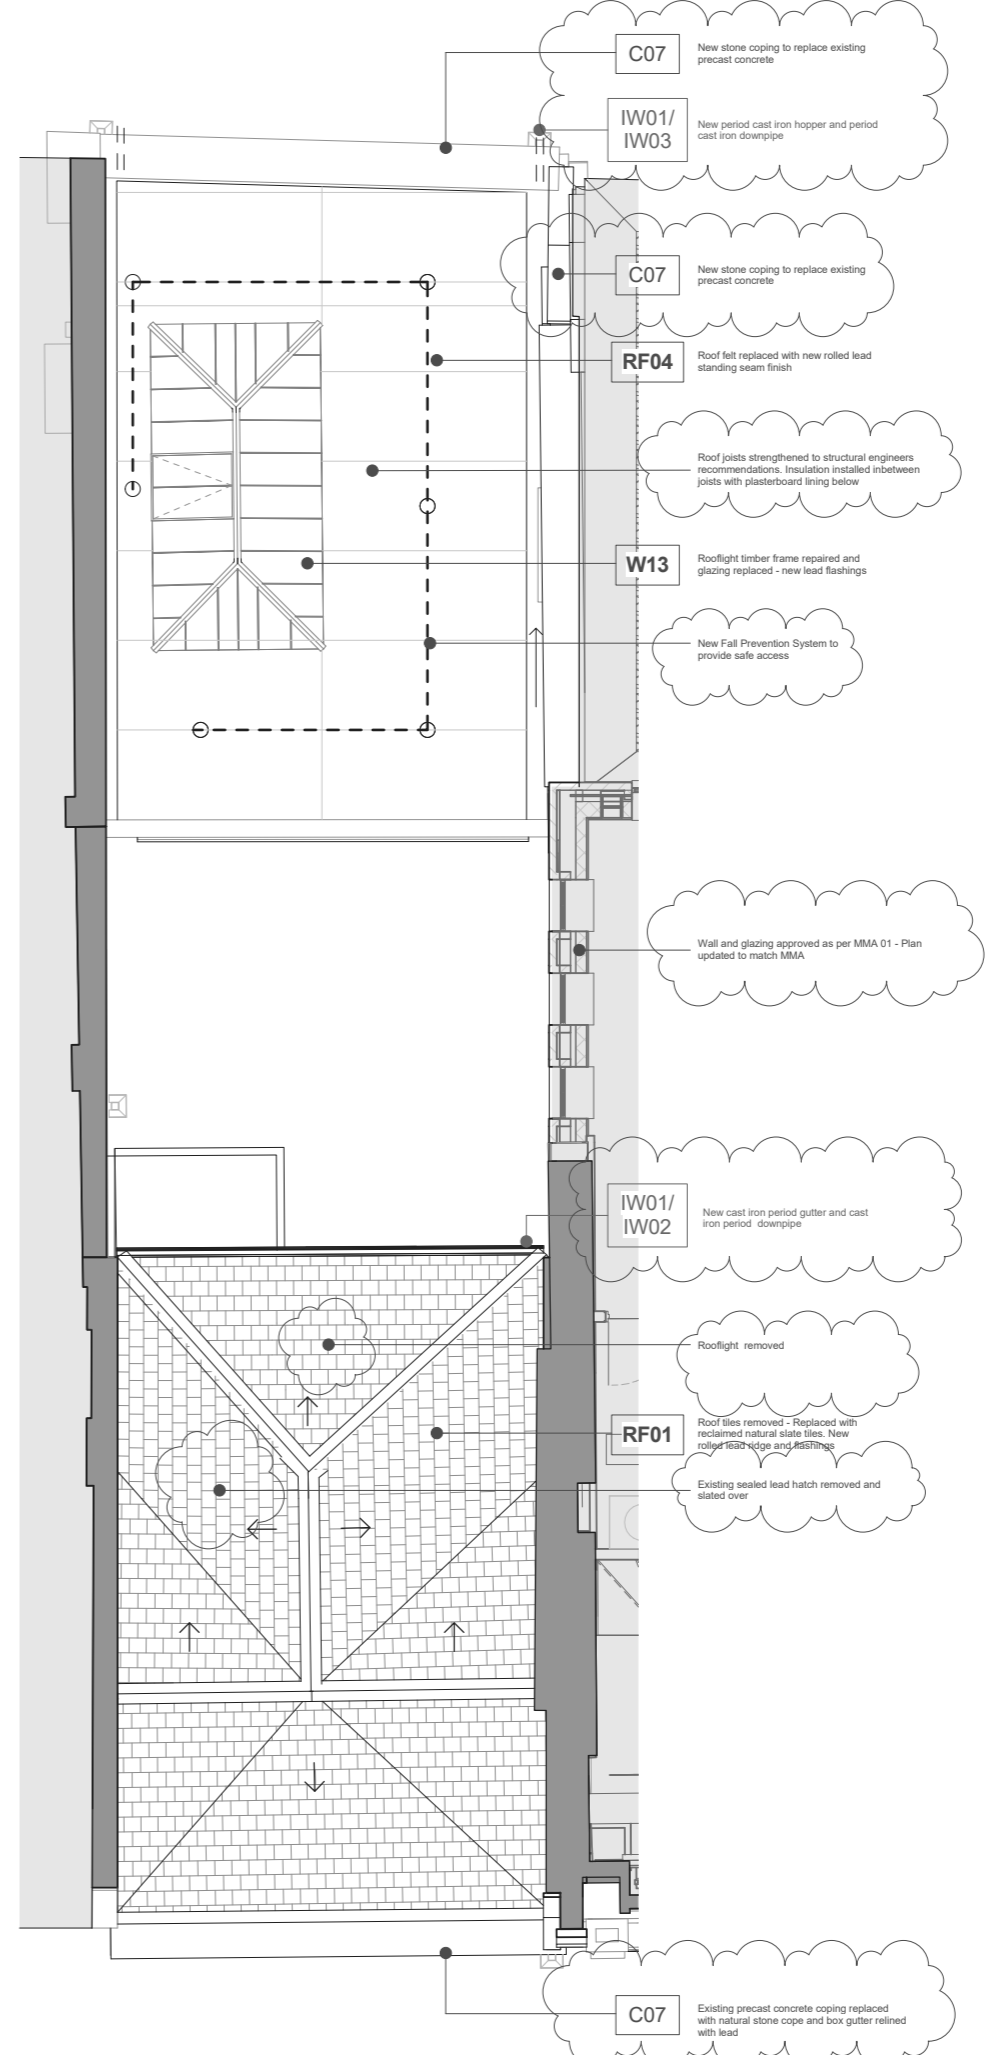 C07
New stone coping to replace existing
precast concrete
IW01/
IW03
New period cast iron hopper and period
cast iron downpipe
C07
New stone coping to replace existing
precast concrete
RF04
Roof felt replaced with new rolled lead
standing seam finish
Roof joists strengthened to structural engineers
recommendations. Insulation installed inbetween
joists with plasterboard lining below
W13
Rooflight timber frame repaired and
glazing replaced - new lead flashings
New Fall Prevention System to
provide safe access
Wall and glazing approved as per MMA 01 - Plan
updated to match MMA
IW01/
IW02
New cast iron period gutter and cast
iron period downpipe
Rooflight removed
RF01
Roof tiles removed - Replaced with
reclaimed natural slate tiles. New
rolled lead ridge and flashings
Existing sealed lead hatch removed and
slated over
C07
Existing precast concrete coping replaced
with natural stone cope and box gutter relined
with lead